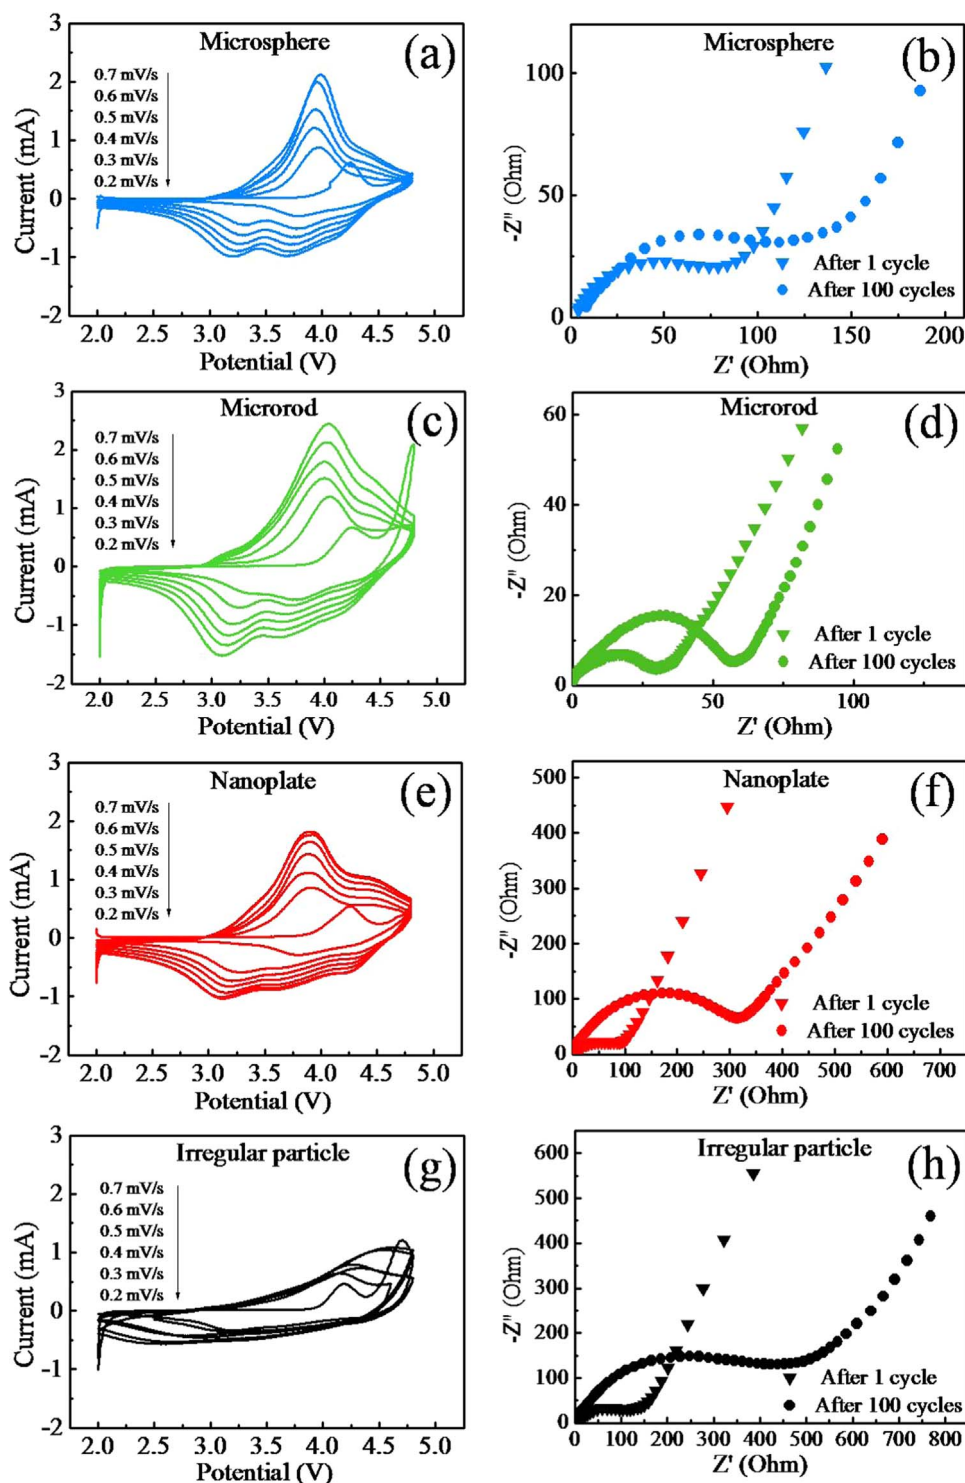 Microsphere
(a)
0.7 mV/s
0.6 mV/s
0.5 mV/s
0.4 mV/s
0.3 mV/s
0.2 mV/s
3
2
1
0
-1
-2
Current (mA)
2.0 2.5 3.0 3.5 4.0 4.5 5.0
Potential (V)
Microsphere
(b)
100
50
0
-Z" (Ohm)
After 1 cycle
After 100 cycles
0 50 100 150 200
Z' (Ohm)
Microrod
(c)
0.7 mV/s
0.6 mV/s
0.5 mV/s
0.4 mV/s
0.3 mV/s
0.2 mV/s
3
2
1
0
-1
-2
Current (mA)
2.0 2.5 3.0 3.5 4.0 4.5 5.0
Potential (V)
Microrod
(d)
60
40
20
0
-Z" (Ohm)
After 1 cycle
After 100 cycles
0 50 100
Z' (Ohm)
Nanoplate
(e)
0.7 mV/s
0.6 mV/s
0.5 mV/s
0.4 mV/s
0.3 mV/s
0.2 mV/s
3
2
1
0
-1
-2
Current (mA)
2.0 2.5 3.0 3.5 4.0 4.5 5.0
Potential (V)
Nanoplate
(f)
500
400
300
200
100
0
-Z" (Ohm)
After 1 cycle
After 100 cycles
0 100 200 300 400 500 600 700
Z' (Ohm)
Irregular particle
(g)
0.7 mV/s
0.6 mV/s
0.5 mV/s
0.4 mV/s
0.3 mV/s
0.2 mV/s
3
2
1
0
-1
-2
Current (mA)
2.0 2.5 3.0 3.5 4.0 4.5 5.0
Potential (V)
Irregular particle
(h)
600
500
400
300
200
100
0
-Z" (Ohm)
After 1 cycle
After 100 cycles
0 100 200 300 400 500 600 700 800
Z' (Ohm)